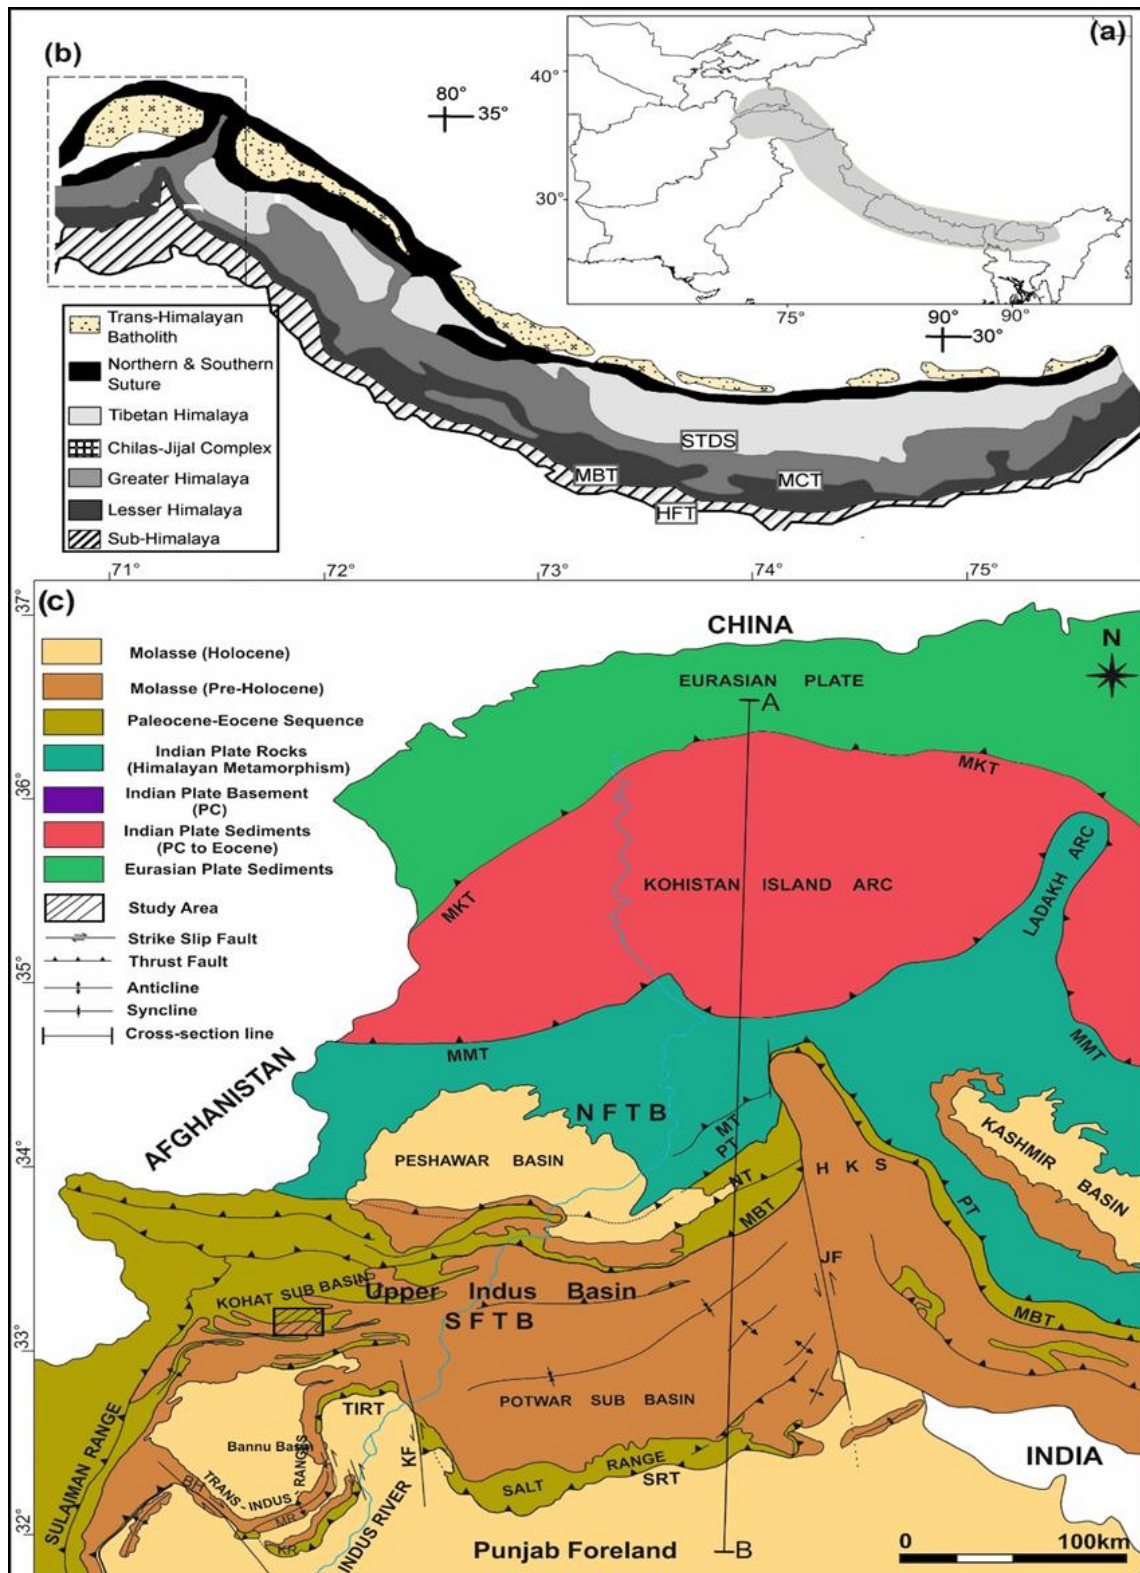 (b)
(a)
40°
30°
75°
90°
80°
35°
90°
30°
Trans-Himalayan
Batholith
Northern & Southern
Suture
Tibetan Himalaya
Chilas-Jijal Complex
Greater Himalaya
Lesser Himalaya
Sub-Himalaya
STDS
MBT
MCT
HFT
71°
72°
73°
74°
75°
37°
36°
35°
34°
33°
32°
(c)
Molasse (Holocene)
Molasse (Pre-Holocene)
Paleocene-Eocene Sequence
Indian Plate Rocks
(Himalayan Metamorphism)
Indian Plate Basement
(PC)
Indian Plate Sediments
(PC to Eocene)
Eurasian Plate Sediments
Study Area
Strike Slip Fault
Thrust Fault
Anticline
Syncline
Cross-section line
CHINA
N
EURASIAN PLATE
A
MKT
MKT
KOHISTAN ISLAND ARC
LADAKH ARC
MMT
MMT
AFGHANISTAN
NFTB
MT
PT
PESHAWAR BASIN
NT
MBT
HKS
KASHMIR
BASIN
PT
JF
MBT
KOHAT SUB BASIN
Upper Indus Basin
SFTB
POTWAR SUB BASIN
TIRT
Bannu Basin
KF
SALT RANGE
SRT
INDIA
SULAIMAN RANGE
BH
TRANS-INDUS-RANGES
MR
KR
INDUS RIVER
Punjab Foreland
B
0 100km